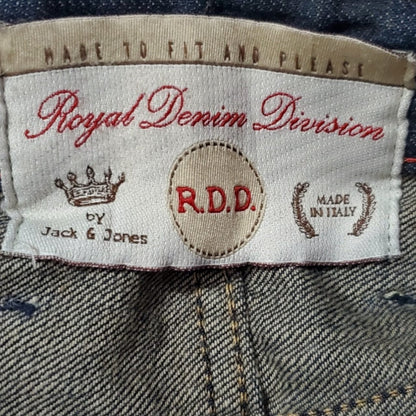 MADE TO FIT AND PLEASE
Royal Denim Division
by
Jack & Jones
R.D.D.
MADE
IN ITALY